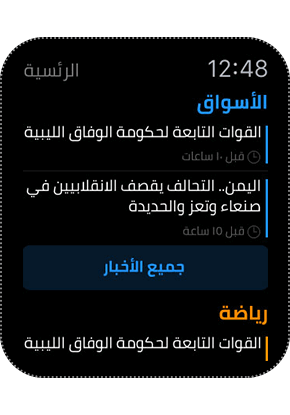 الرئسية 12:48
الأسواق
القوات التابعة لحكومة الوفاق الليبية
قبل ١٠ ساعات
اليمن.. التحالف يقصف الانقلابيين في
صنعاء وتعز والحديدة
قبل ١٥ ساعة
جميع الأخبار
رياضة
القوات التابعة لحكومة الوفاق الليبية